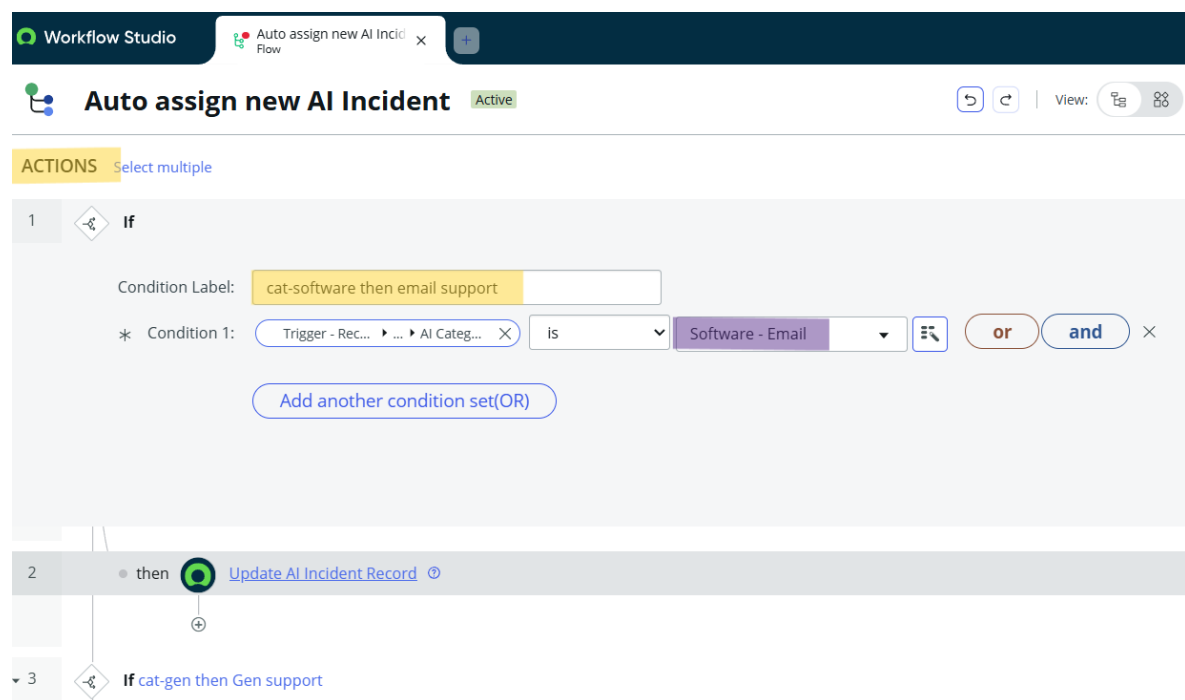 Workflow Studio
Auto assign new AI Incid
Flow
Auto assign new AI Incident Active View:
ACTIONS Select multiple
1 If
Condition Label: cat-software then email support
* Condition 1: Trigger - Rec... ▸ ... ▸ AI Categ... is Software - Email or and
Add another condition set(OR)
2 then Update AI Incident Record
3 If cat-gen then Gen support